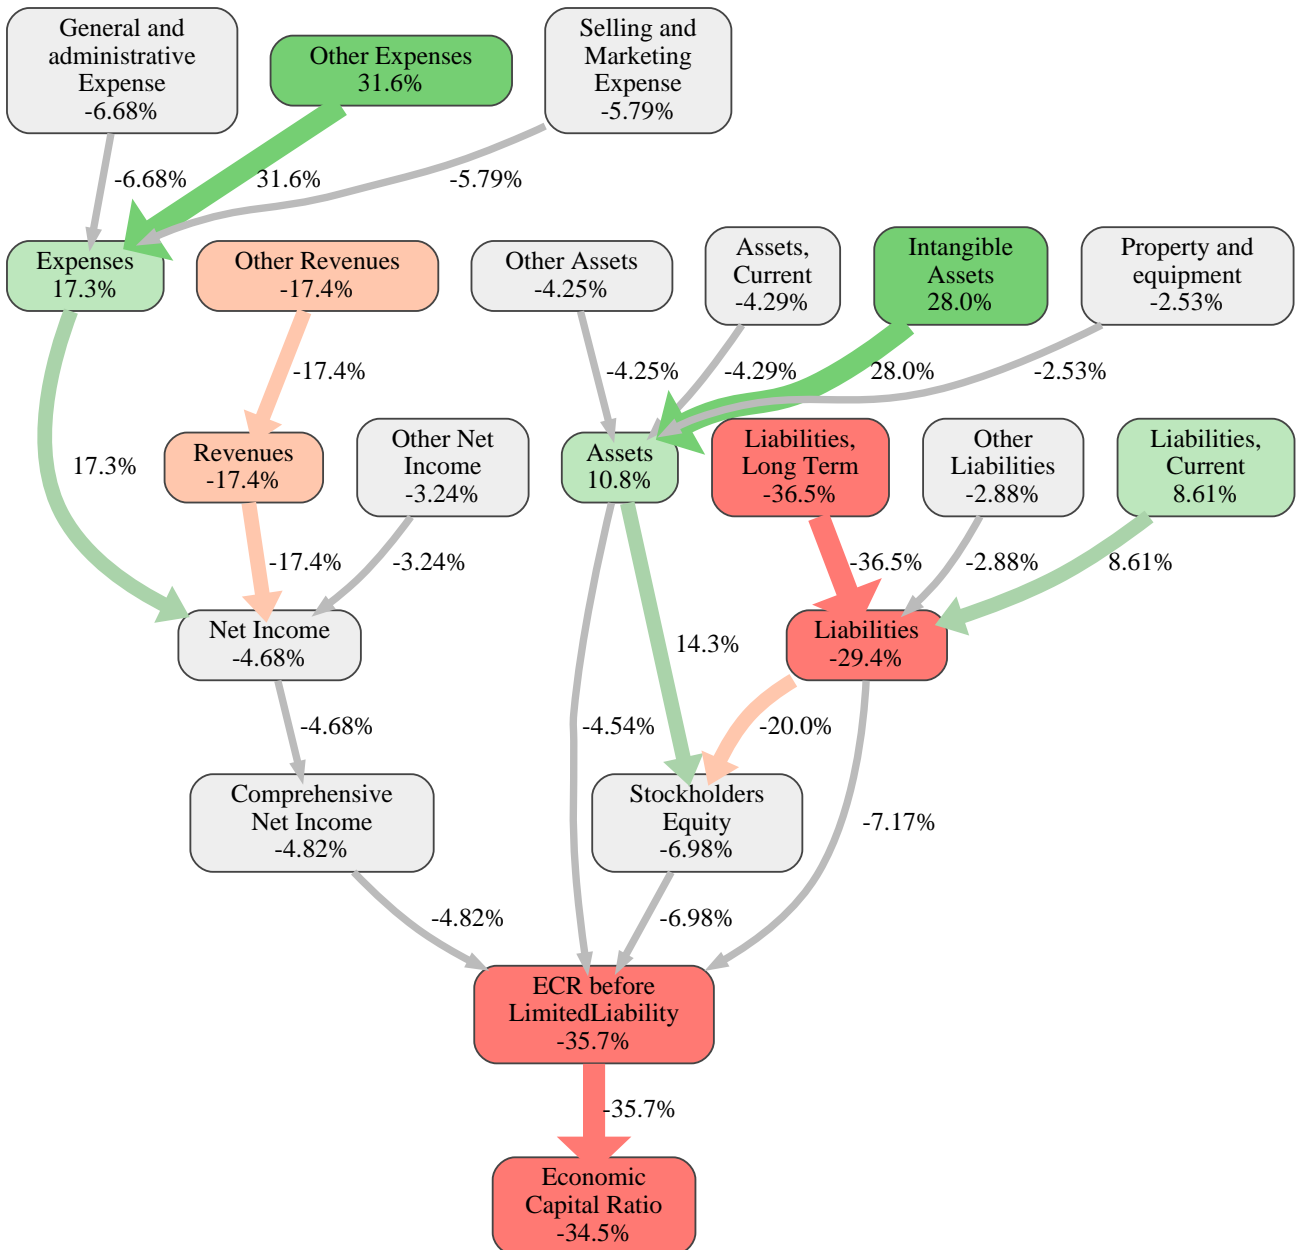 General and
administrative
Expense
-6.68%
Other Expenses
31.6%
Selling and
Marketing
Expense
-5.79%
-6.68%
31.6%
-5.79%
Expenses
17.3%
Other Revenues
-17.4%
Other Assets
-4.25%
Assets,
Current
-4.29%
Intangible
Assets
28.0%
Property and
equipment
-2.53%
-17.4%
-4.25%
-4.29%
28.0%
-2.53%
17.3%
Revenues
-17.4%
Other Net
Income
-3.24%
Assets
10.8%
Liabilities,
Long Term
-36.5%
Other
Liabilities
-2.88%
Liabilities,
Current
8.61%
-17.4%
-3.24%
-36.5%
-2.88%
8.61%
Net Income
-4.68%
14.3%
Liabilities
-29.4%
-4.68%
-4.54%
-20.0%
Comprehensive
Net Income
-4.82%
Stockholders
Equity
-6.98%
-7.17%
-4.82%
-6.98%
ECR before
LimitedLiability
-35.7%
-35.7%
Economic
Capital Ratio
-34.5%